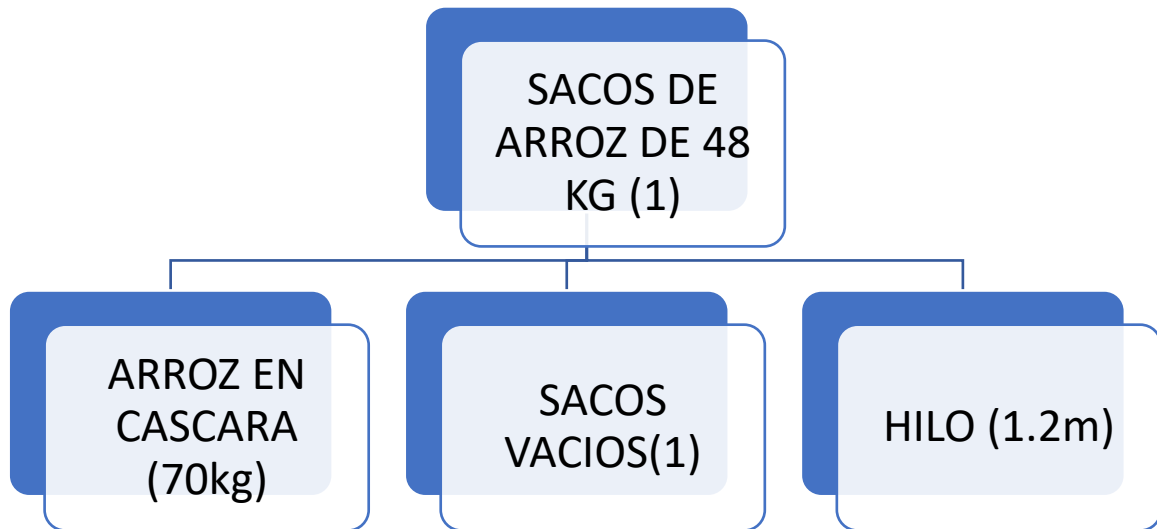 SACOS DE
ARROZ DE 48
KG (1)
ARROZ EN
CASCARA
(70kg)
SACOS
VACIOS(1)
HILO (1.2m)